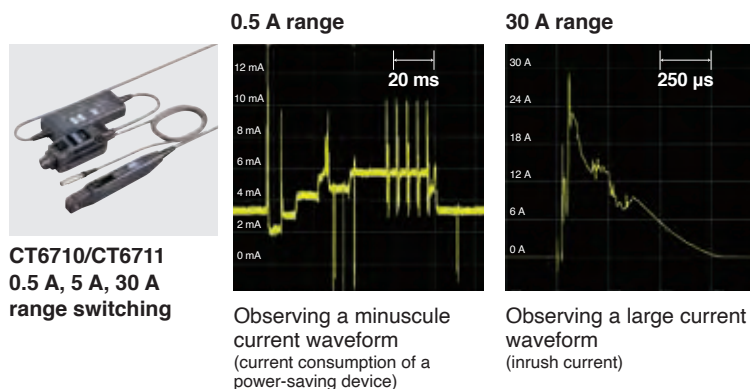 0.5 A range
30 A range
12 mA
10 mA
8 mA
6 mA
4 mA
2 mA
0 mA
20 ms
30 A
24 A
18 A
12 A
6 A
0 A
250 µs
CT6710/CT6711
0.5 A, 5 A, 30 A
range switching
Observing a minuscule
current waveform
(current consumption of a
power-saving device)
Observing a large current
waveform
(inrush current)